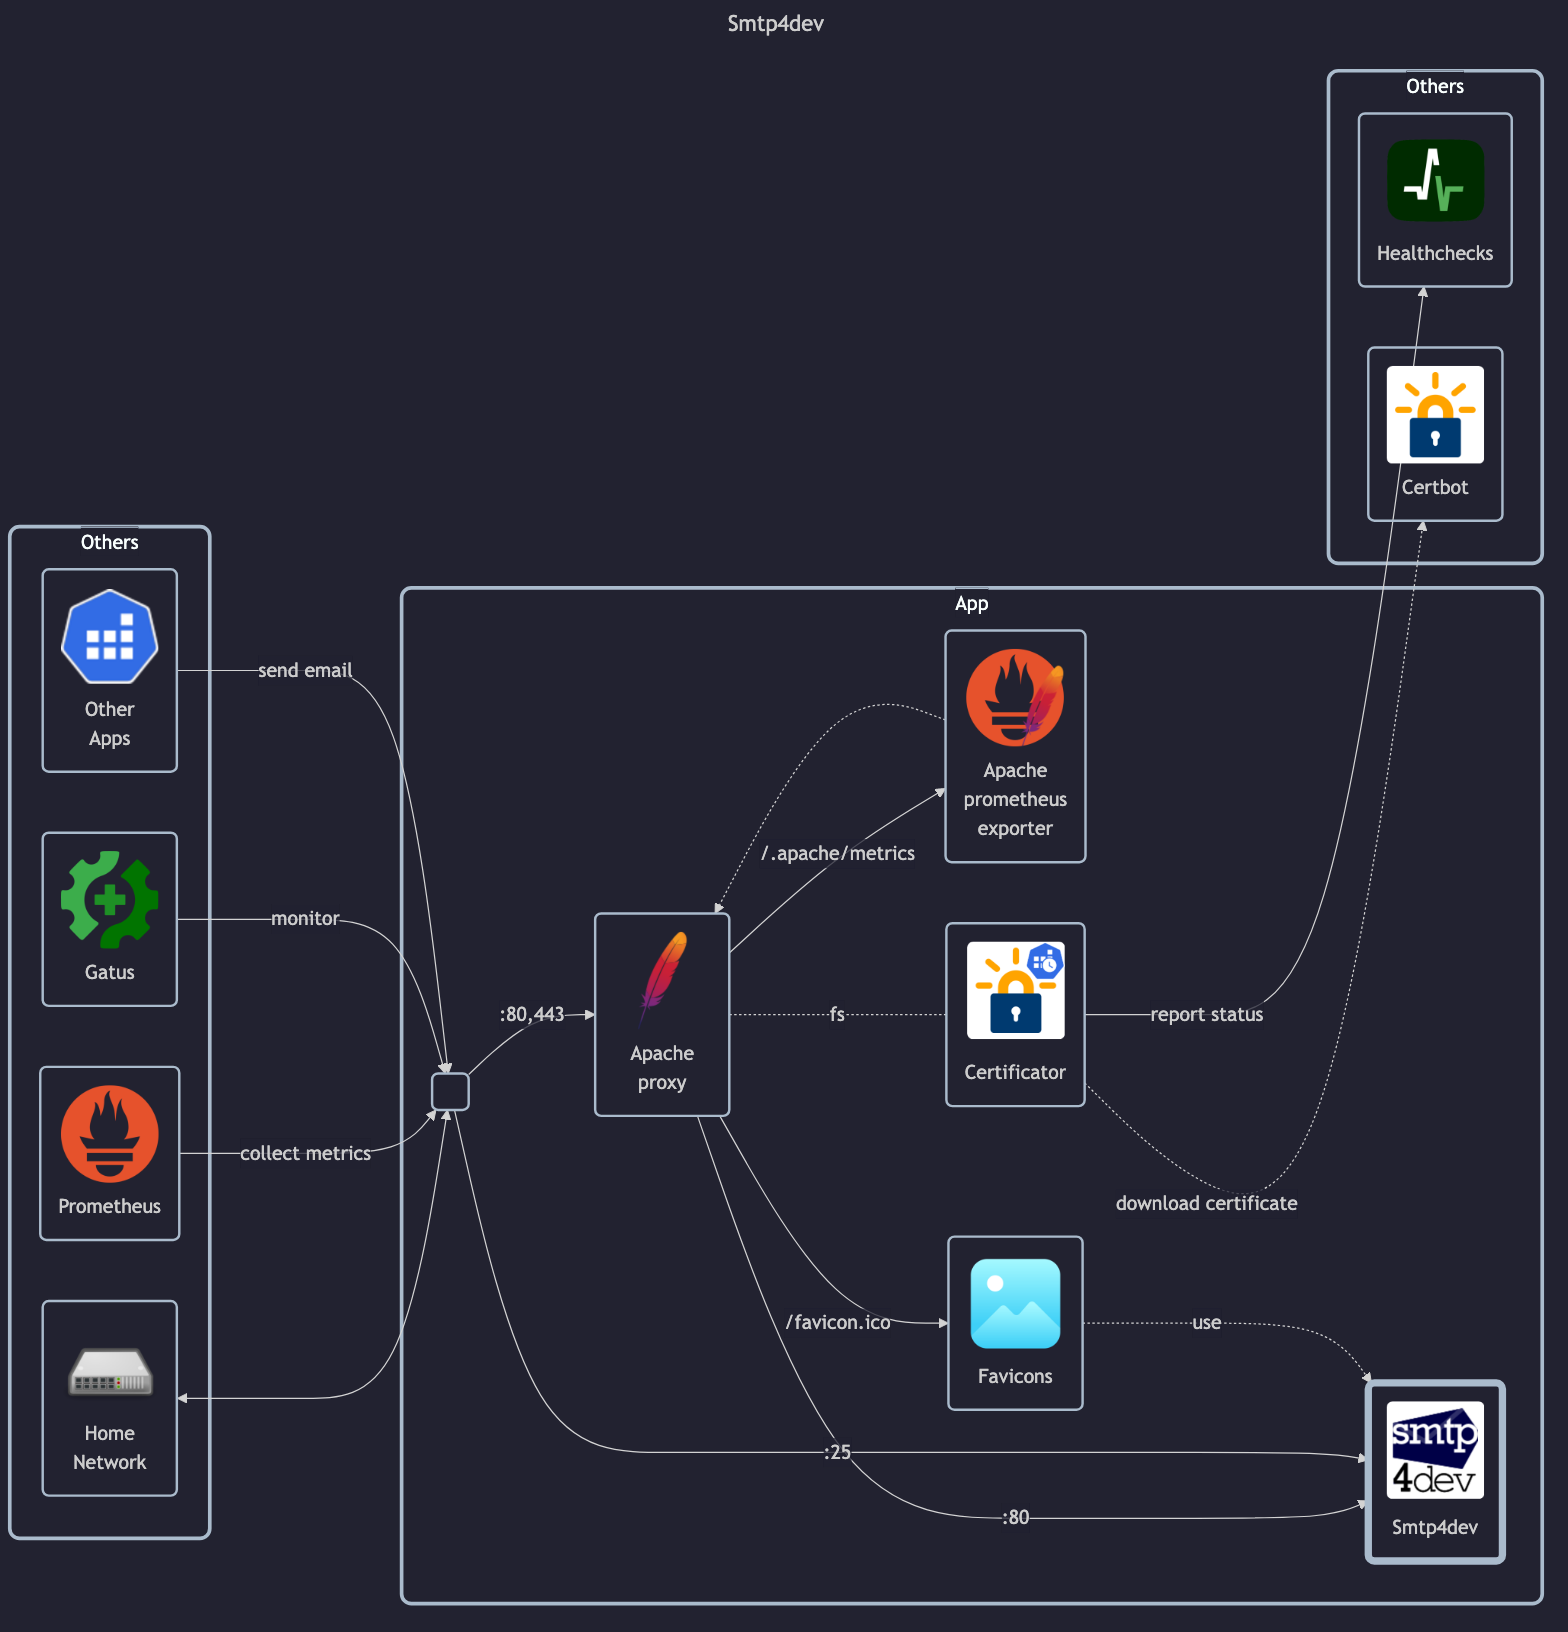 Smtp4dev
Others
Healthchecks
Certbot
Others
Other
Apps
send email
Gatus
monitor
Prometheus
collect metrics
Home
Network
App
Apache
prometheus
exporter
/.apache/metrics
:80,443
Apache
proxy
fs
Certificator
report status
download certificate
/favicon.ico
Favicons
use
:25
:80
smtp
4dev
Smtp4dev